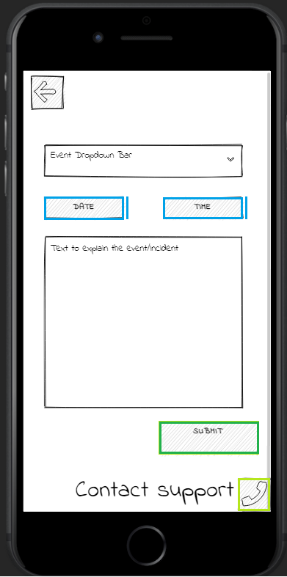 Event Dropdown Bar
DATE TIME
Text to explain the event/incident
SUBMIT
Contact support